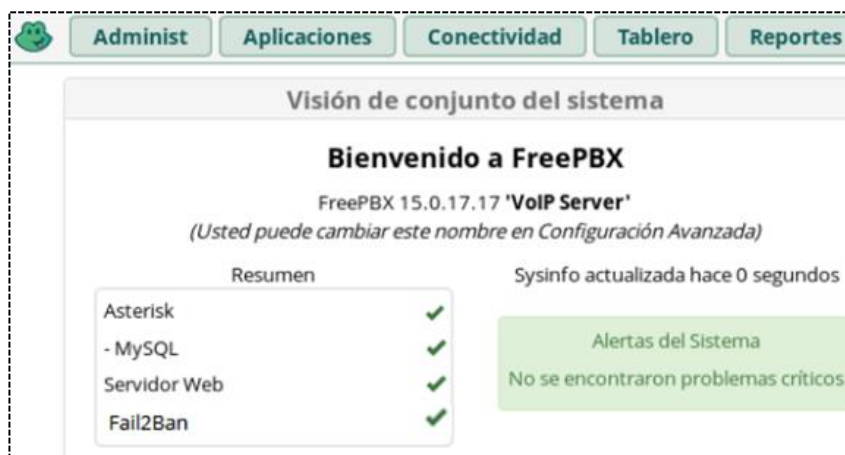 Administ Aplicaciones Conectividad Tablero Reportes
Visión de conjunto del sistema
Bienvenido a FreePBX
FreePBX 15.0.17.17 'VoIP Server'
(Usted puede cambiar este nombre en Configuración Avanzada)
Resumen
Asterisk
- MySQL
Servidor Web
Fail2Ban
Sysinfo actualizada hace 0 segundos
Alertas del Sistema
No se encontraron problemas críticos